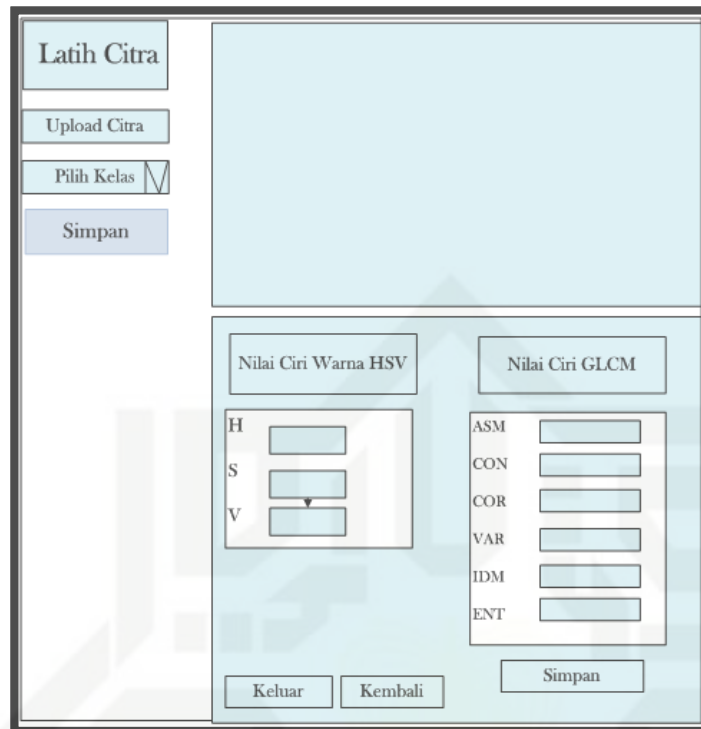 Latih Citra
Upload Citra
Pilih Kelas
Simpan
Nilai Ciri Warna HSV
H
S
V
Nilai Ciri GLCM
ASM
CON
COR
VAR
IDM
ENT
Simpan
Keluar
Kembali